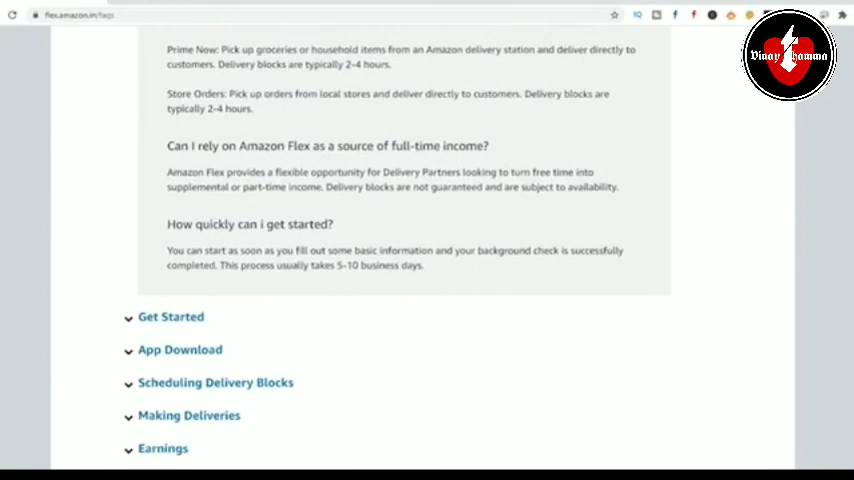 flex.amazon.in/faqs
Prime Now: Pick up groceries or household items from an Amazon delivery station and deliver directly to
customers. Delivery blocks are typically 2-4 hours.
Store Orders: Pick up orders from local stores and deliver directly to customers. Delivery blocks are
typically 2-4 hours.
Can I rely on Amazon Flex as a source of full-time income?
Amazon Flex provides a flexible opportunity for Delivery Partners looking to turn free time into
supplemental or part-time income. Delivery blocks are not guaranteed and are subject to availability.
How quickly can i get started?
You can start as soon as you fill out some basic information and your background check is successfully
completed. This process usually takes 5-10 business days.
Get Started
App Download
Scheduling Delivery Blocks
Making Deliveries
Earnings